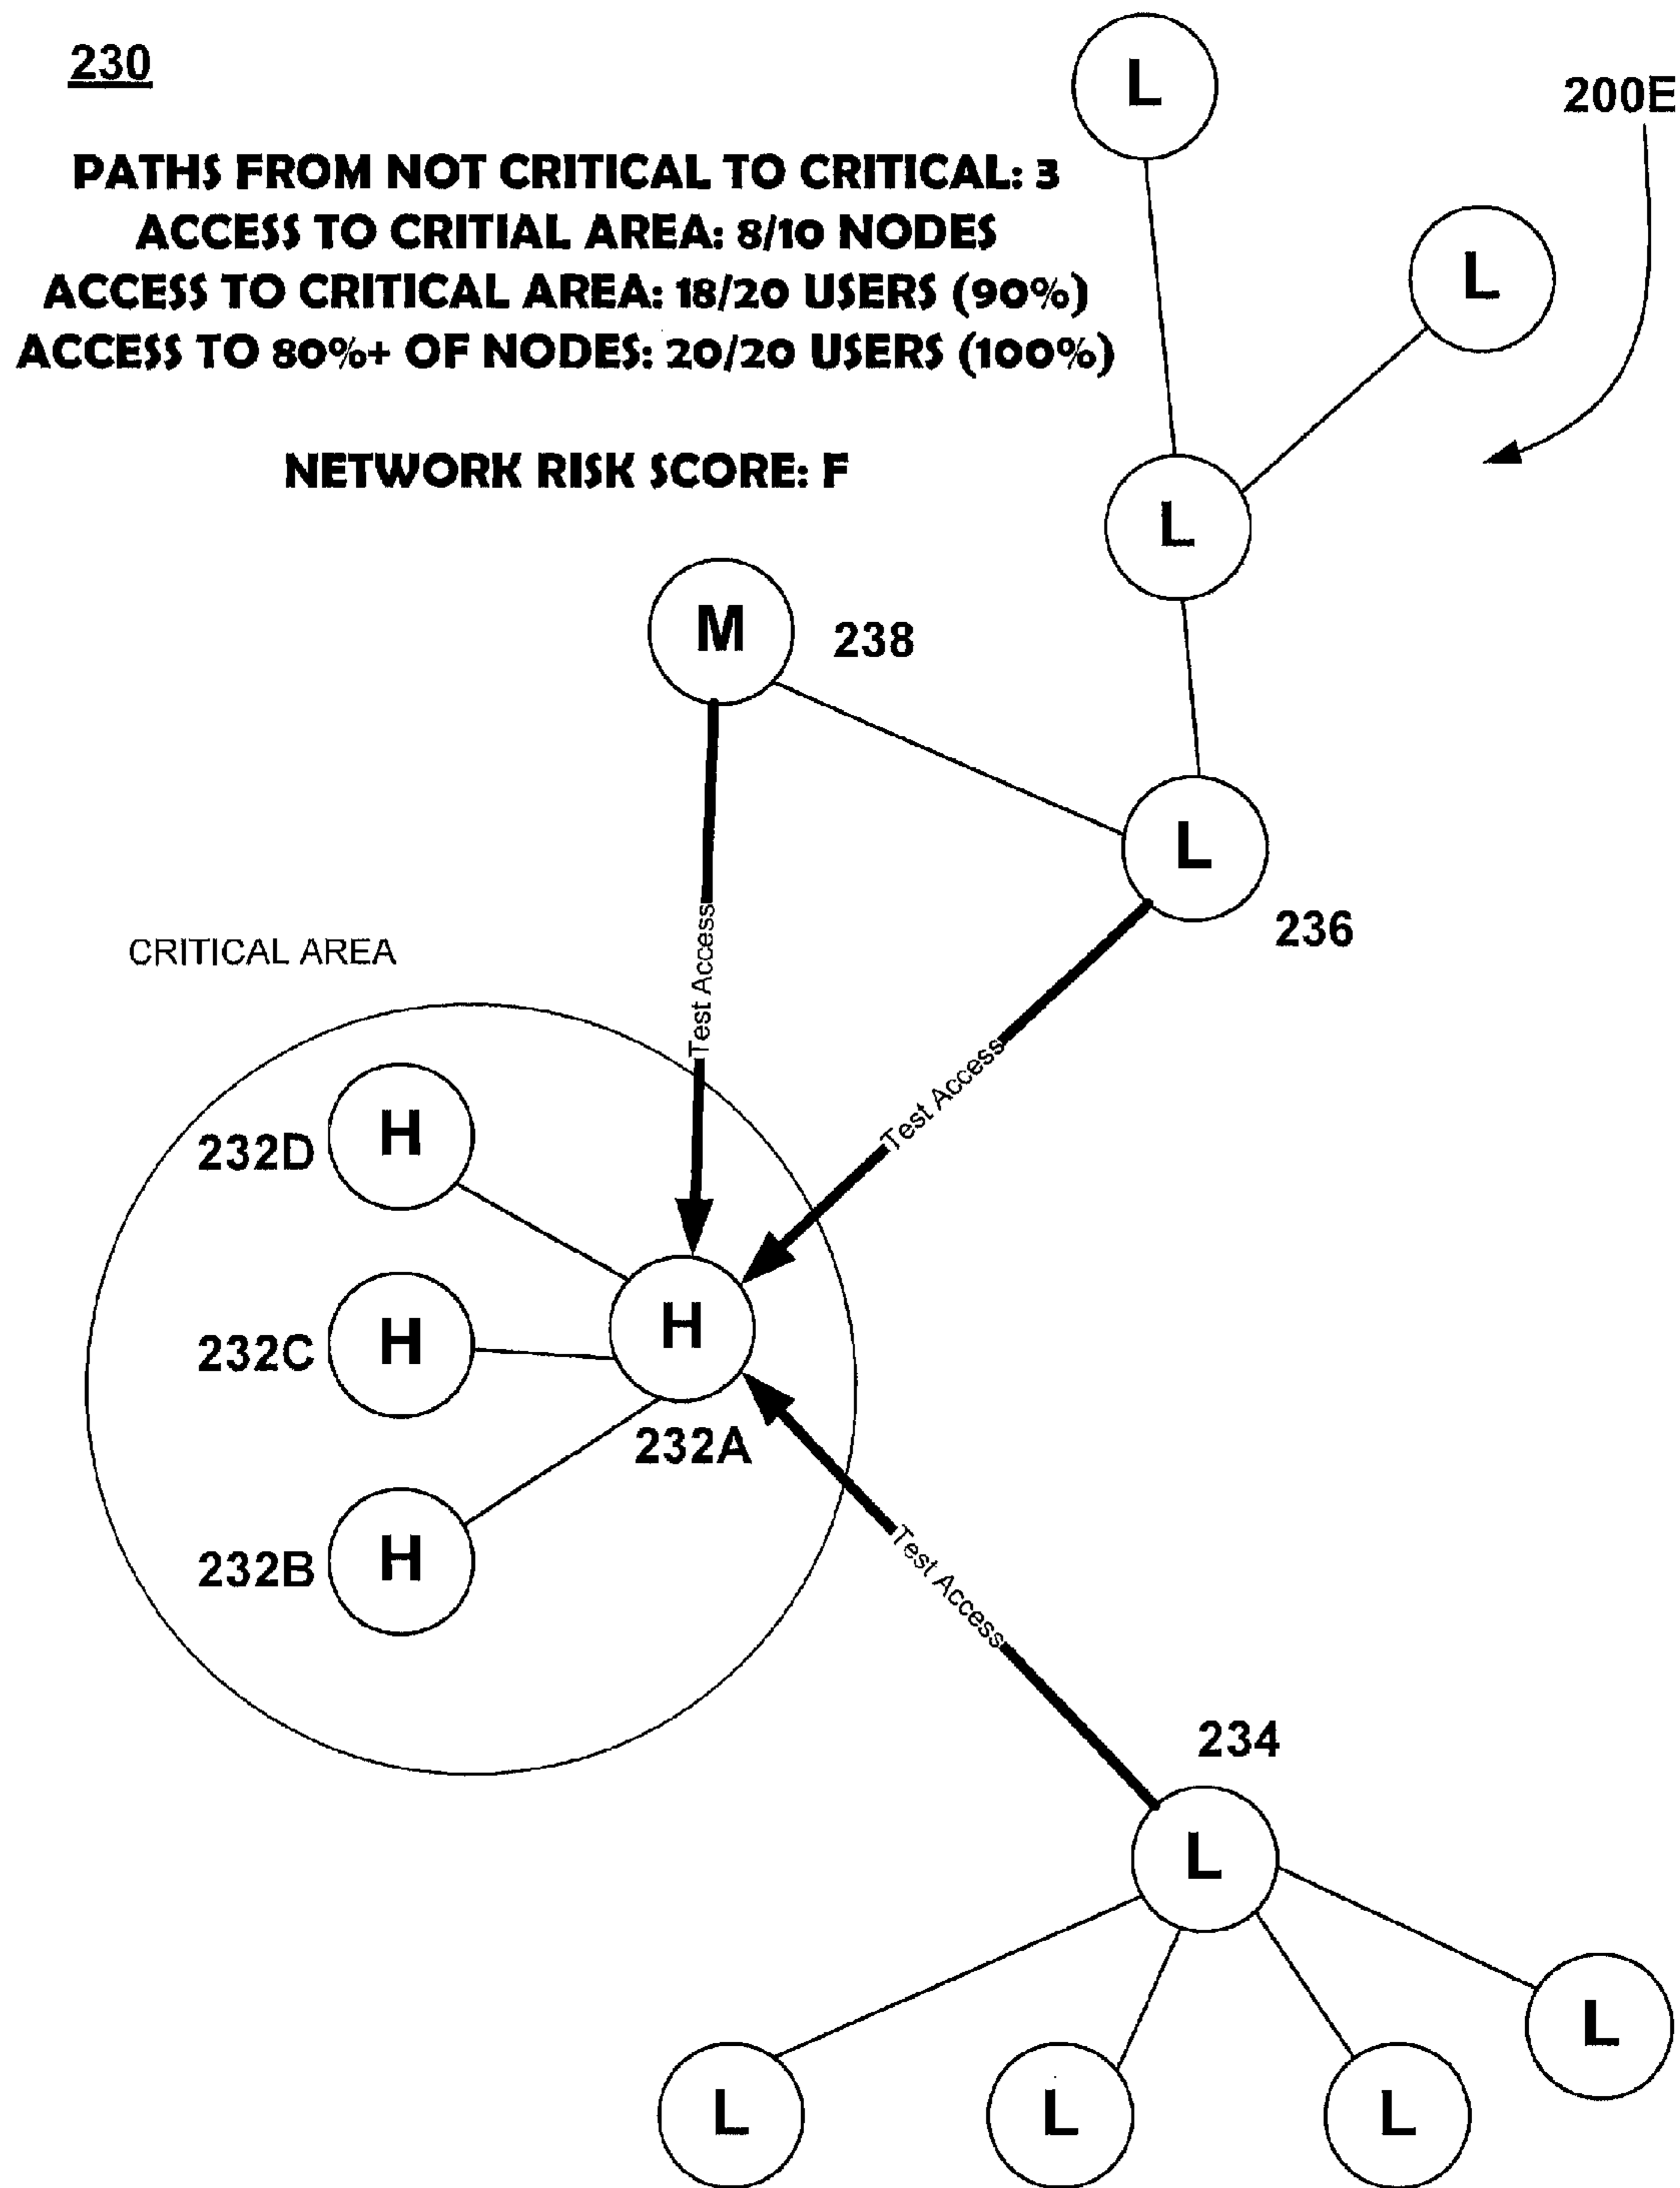 230
200E
PATHS FROM NOT CRITICAL TO CRITICAL: 3
ACCESS TO CRITIAL AREA: 8/10 NODES
ACCESS TO CRITICAL AREA: 18/20 USERS (90%)
ACCESS TO 80%+ OF NODES: 20/20 USERS (100%)
NETWORK RISK SCORE: F
L
L
L
M
238
L
236
Test Access
CRITICAL AREA
Test Access
232D
H
232C
H
H
232A
232B
H
Test Access
234
L
L
L
L
L